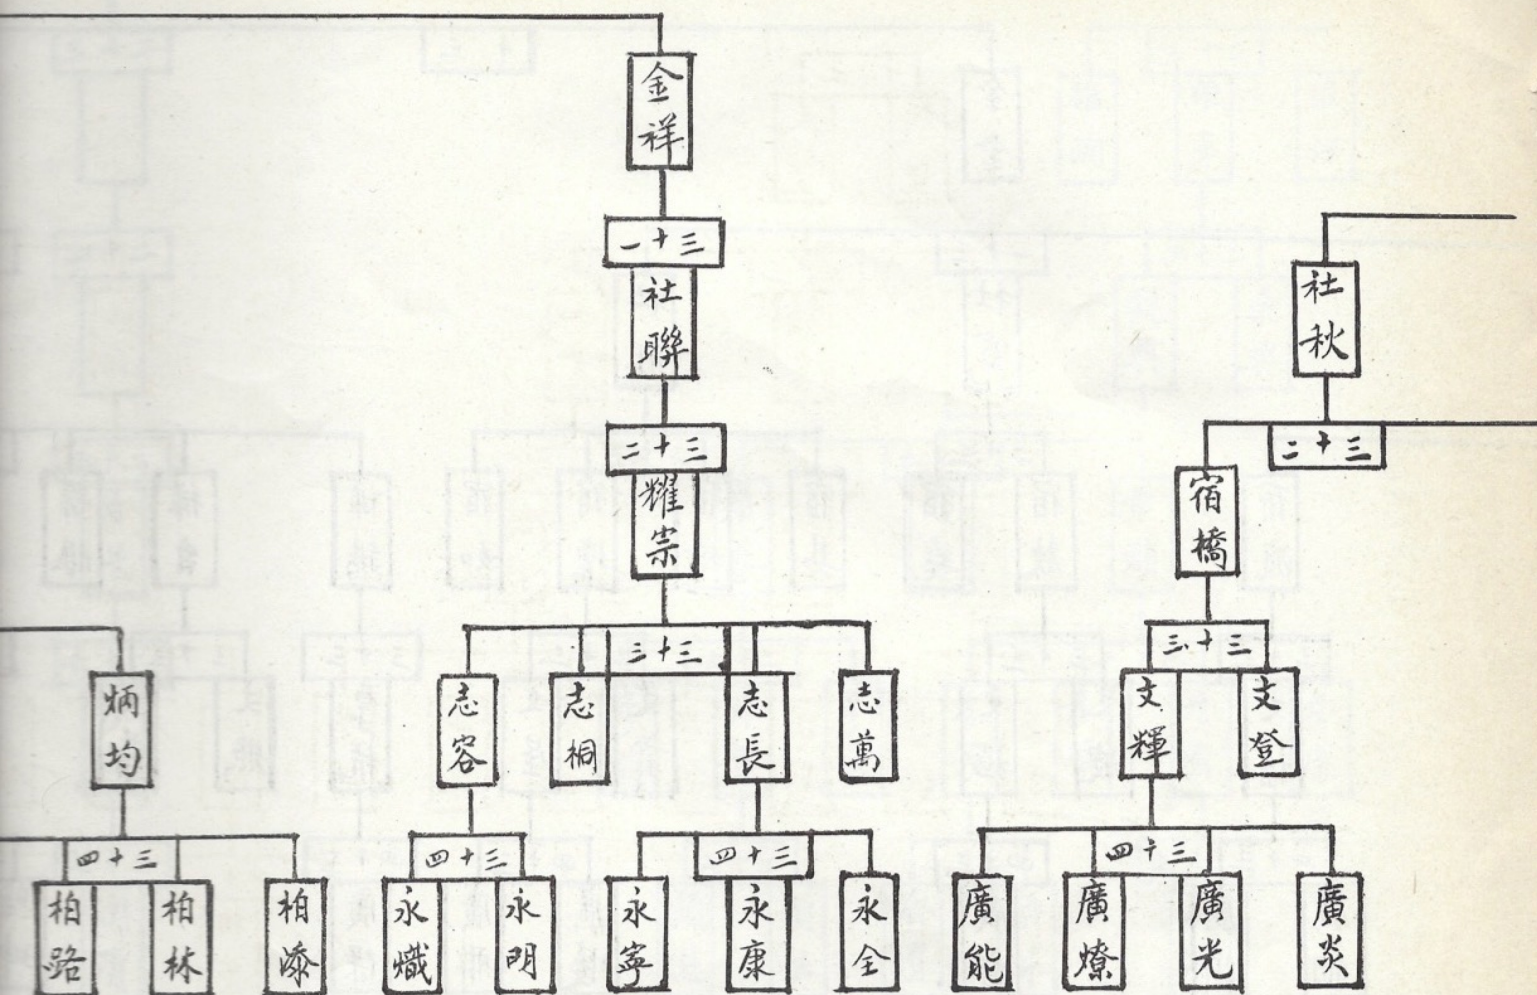 金祥
三十一
社秋
社聯
三十二
三十二
宿橋
耀宗
三十三
三十三
文登
文輝
志萬
志長
志桐
志容
炳均
三十四
三十四
三十四
三十四
廣炎
廣光
廣燎
廣能
永全
永康
永寧
永明
永熾
柏添
柏林
柏路